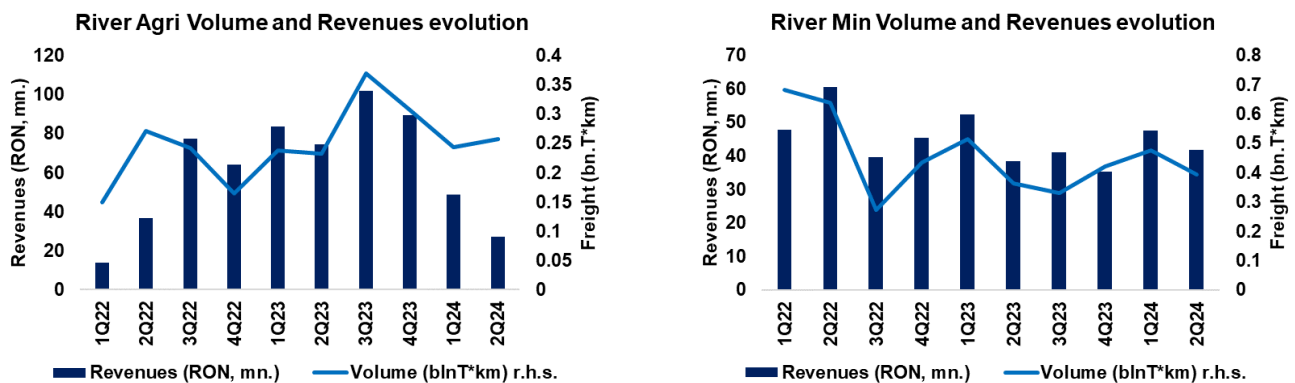 River Agri Volume and Revenues evolution
Revenues (RON, mn.)
120
100
80
60
40
20
0
0.4
0.35
0.3
0.25
0.2
0.15
0.1
0.05
0
Freight (bn.T*km)
1Q22
2Q22
3Q22
4Q22
1Q23
2Q23
3Q23
4Q23
1Q24
2Q24
Revenues (RON, mn.)
Volume (blnT*km) r.h.s.
River Min Volume and Revenues evolution
Revenues (RON, mn.)
70
60
50
40
30
20
10
0
0.8
0.7
0.6
0.5
0.4
0.3
0.2
0.1
0
Freight (bn.T*km)
1Q22
2Q22
3Q22
4Q22
1Q23
2Q23
3Q23
4Q23
1Q24
2Q24
Revenues (RON, mn.)
Volume (blnT*km) r.h.s.